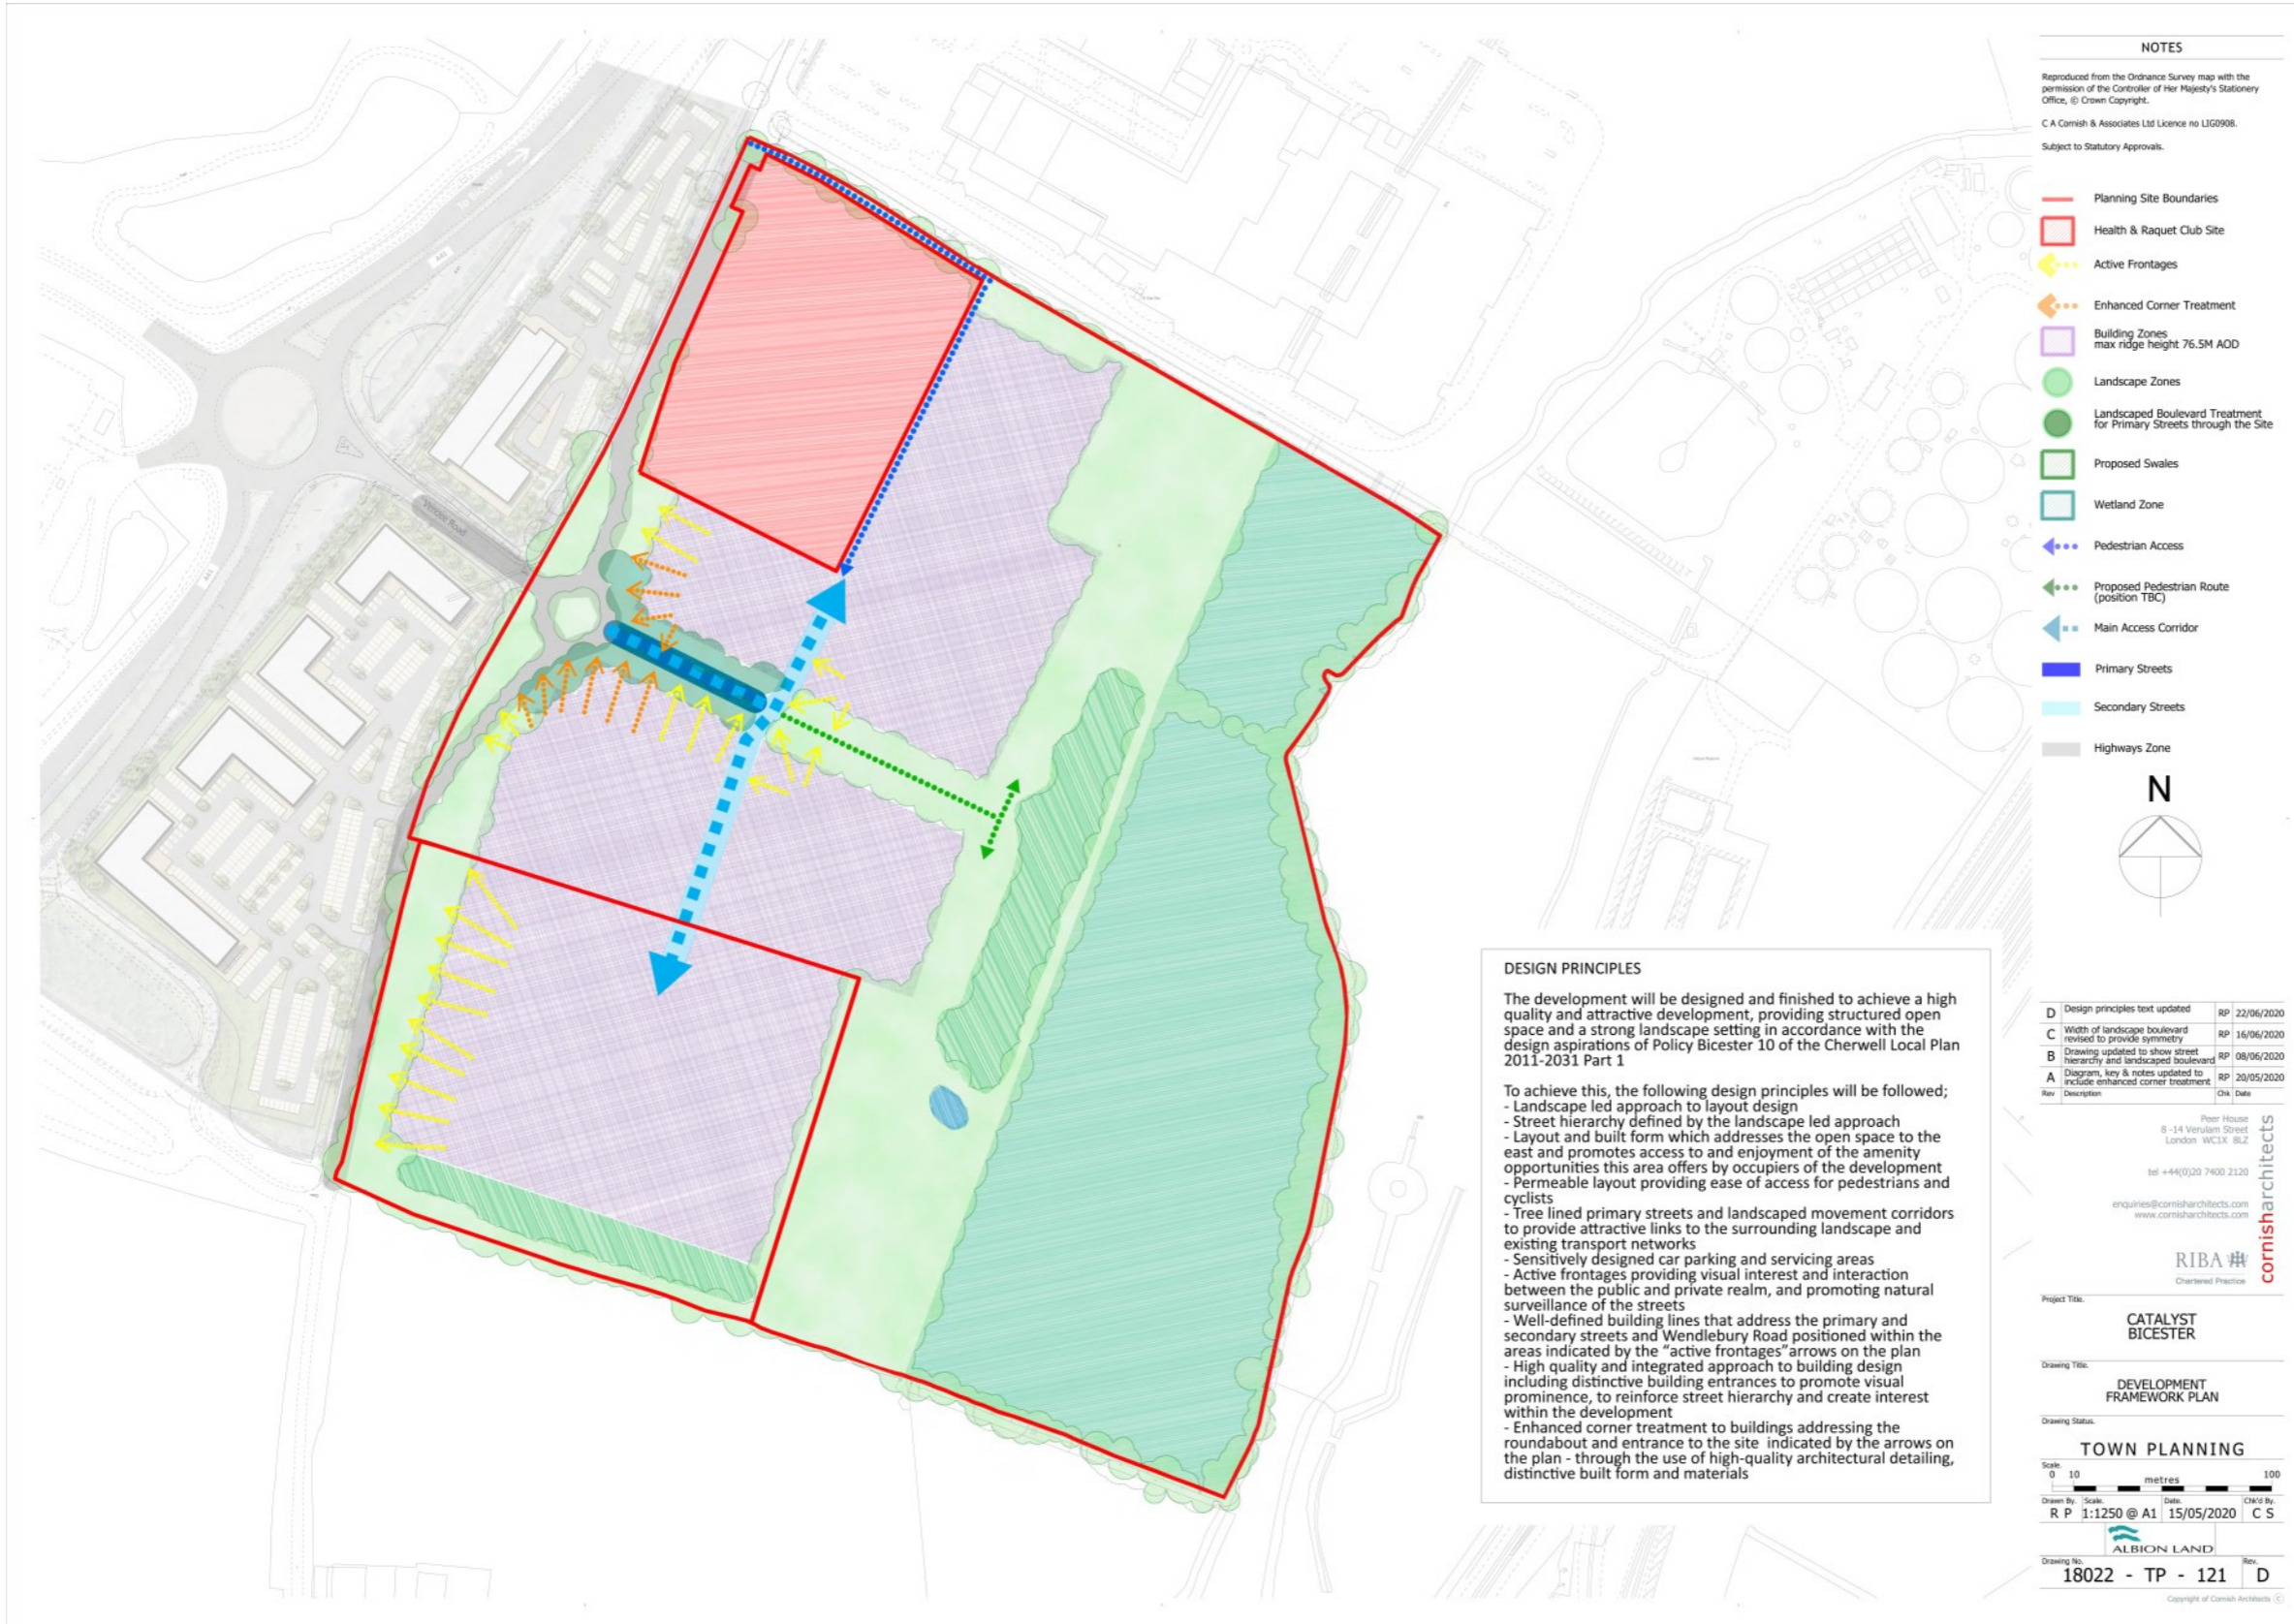 NOTES
Reproduced from the Ordnance Survey map with the
permission of the Controller of Her Majesty's Stationery
Office, © Crown Copyright.
C A Cornish & Associates Ltd Licence no LIG0908.
Subject to Statutory Approvals.
Planning Site Boundaries
Health & Raquet Club Site
Active Frontages
Enhanced Corner Treatment
Building Zones
max ridge height 76.5M AOD
Landscape Zones
Landscaped Boulevard Treatment
for Primary Streets through the Site
Proposed Swales
Wetland Zone
Pedestrian Access
Proposed Pedestrian Route
(position TBC)
Main Access Corridor
Primary Streets
Secondary Streets
Highways Zone
N
A41
Vendee Road
A41
DESIGN PRINCIPLES
The development will be designed and finished to achieve a high
quality and attractive development, providing structured open
space and a strong landscape setting in accordance with the
design aspirations of Policy Bicester 10 of the Cherwell Local Plan
2011-2031 Part 1
To achieve this, the following design principles will be followed;
- Landscape led approach to layout design
- Street hierarchy defined by the landscape led approach
- Layout and built form which addresses the open space to the
east and promotes access to and enjoyment of the amenity
opportunities this area offers by occupiers of the development
- Permeable layout providing ease of access for pedestrians and
cyclists
- Tree lined primary streets and landscaped movement corridors
to provide attractive links to the surrounding landscape and
existing transport networks
- Sensitively designed car parking and servicing areas
- Active frontages providing visual interest and interaction
between the public and private realm, and promoting natural
surveillance of the streets
- Well-defined building lines that address the primary and
secondary streets and Wendlebury Road positioned within the
areas indicated by the "active frontages"arrows on the plan
- High quality and integrated approach to building design
including distinctive building entrances to promote visual
prominence, to reinforce street hierarchy and create interest
within the development
- Enhanced corner treatment to buildings addressing the
roundabout and entrance to the site indicated by the arrows on
the plan - through the use of high-quality architectural detailing,
distinctive built form and materials
D Design principles text updated RP 22/06/2020
C Width of landscape boulevard
revised to provide symmetry RP 16/06/2020
B Drawing updated to show street
hierarchy and landscaped boulevard RP 08/06/2020
A Diagram, key & notes updated to
include enhanced corner treatment RP 20/05/2020
Rev Description Chk Date
Peer House
8 -14 Verulam Street
London WC1X 8LZ
tel +44(0)20 7400 2120
enquiries@cornisharchitects.com
www.cornisharchitects.com
cornisharchitects
RIBA
Chartered Practice
Project Title.
CATALYST
BICESTER
Drawing Title.
DEVELOPMENT
FRAMEWORK PLAN
Drawing Status.
TOWN PLANNING
Scale.
0 10 metres 100
Drawn By. Scale. Date. Chk'd By.
R P 1:1250 @ A1 15/05/2020 C S
ALBION LAND
Drawing No. Rev.
18022 - TP - 121 D
Copyright of Cornish Architects ©